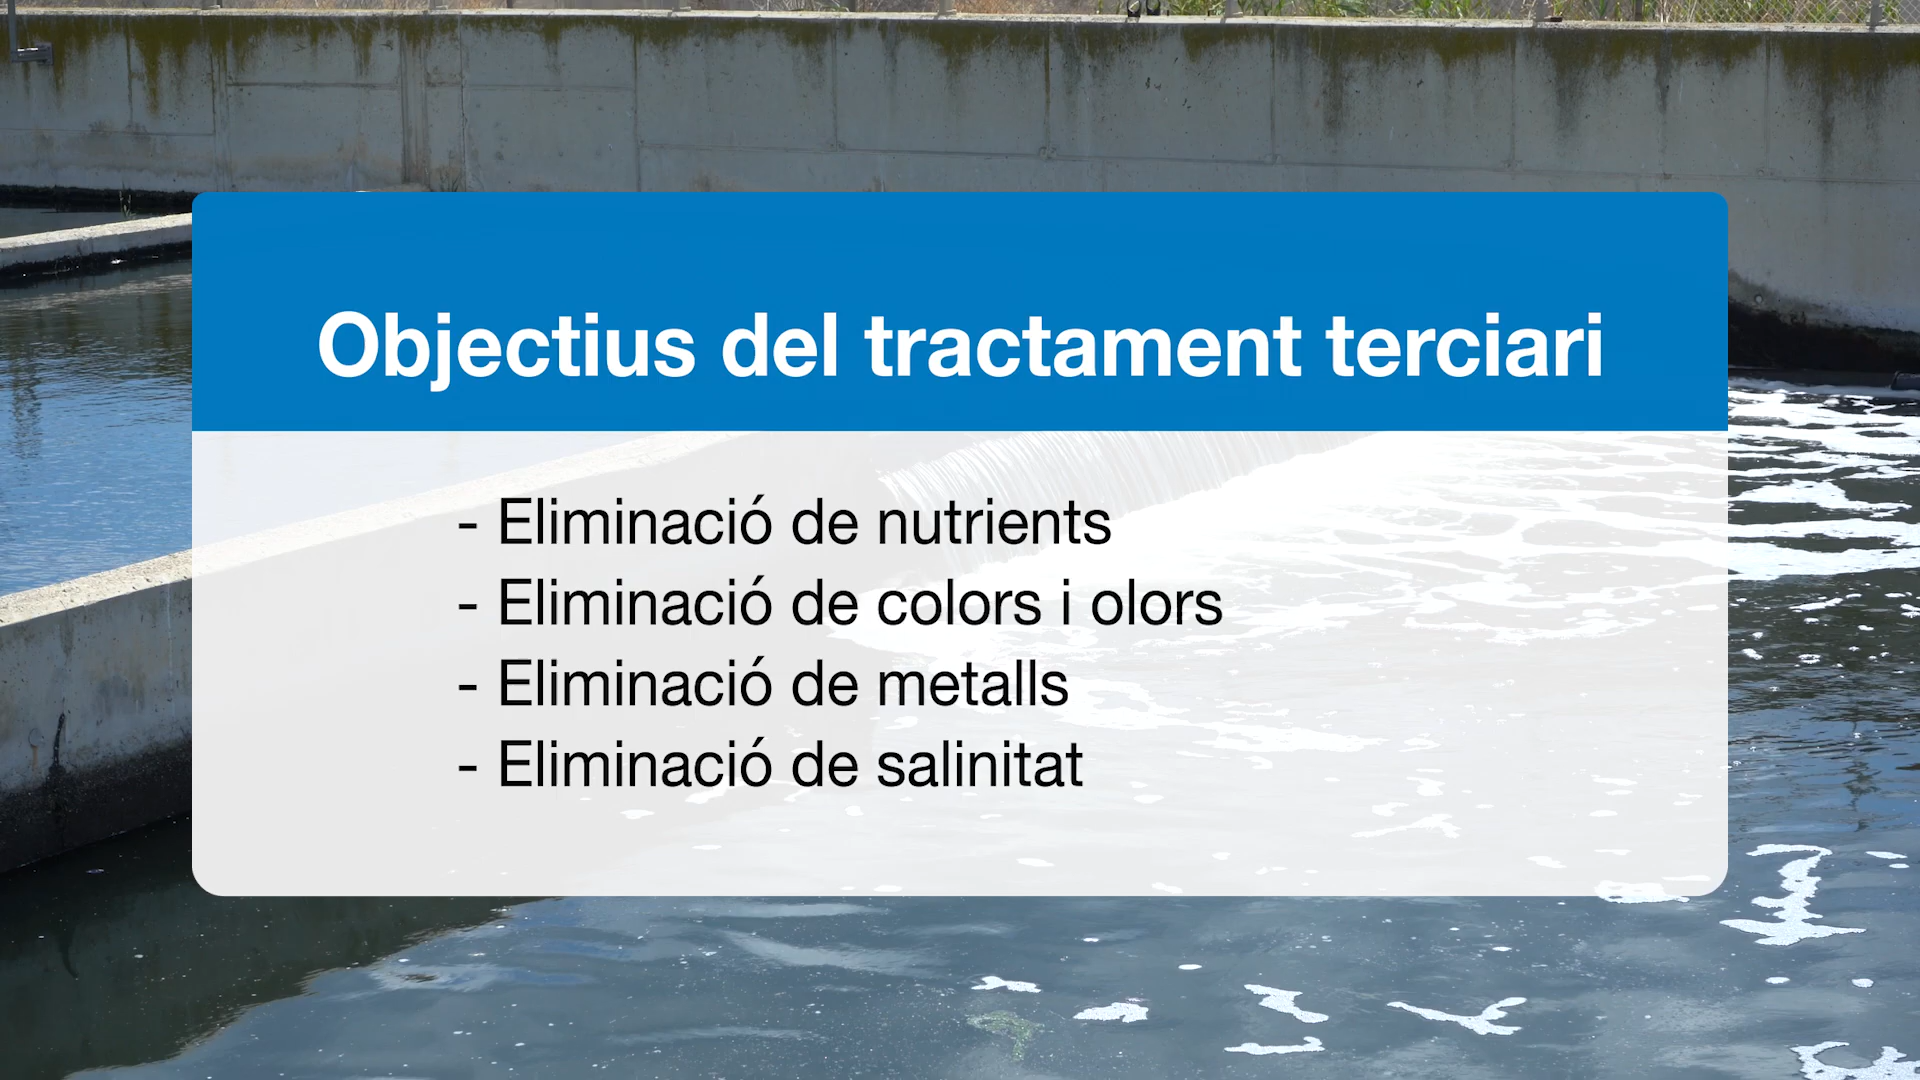 Objectius del tractament terciari
- Eliminació de nutrients
- Eliminació de colors i olors
- Eliminació de metalls
- Eliminació de salinitat